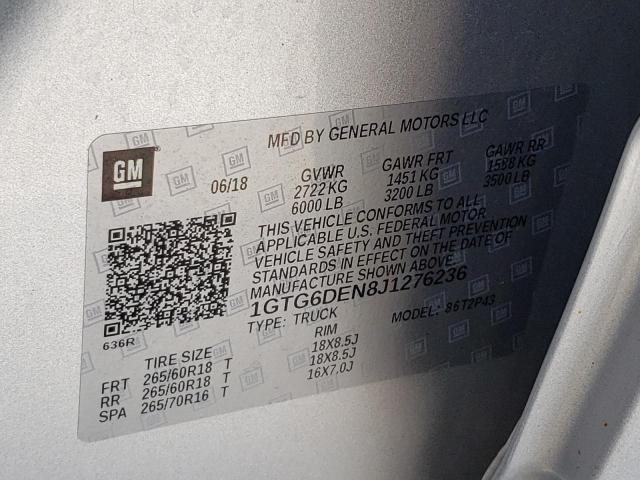 MFD BY GENERAL MOTORS LLC
GM
06/18
GVWR GAWR FRT GAWR RR
2722 KG 1451 KG 1588 KG
6000 LB 3200 LB 3500 LB
THIS VEHICLE CONFORMS TO ALL
APPLICABLE U.S. FEDERAL MOTOR
VEHICLE SAFETY AND THEFT PREVENTION
STANDARDS IN EFFECT ON THE DATE OF
MANUFACTURE SHOWN ABOVE.
1GTG6DEN8J1276236
TYPE: TRUCK MODEL: 86T2P43
636R
TIRE SIZE RIM
FRT 265/60R18 T 18X8.5J
RR 265/60R18 T 18X8.5J
SPA 265/70R16 T 16X7.0J